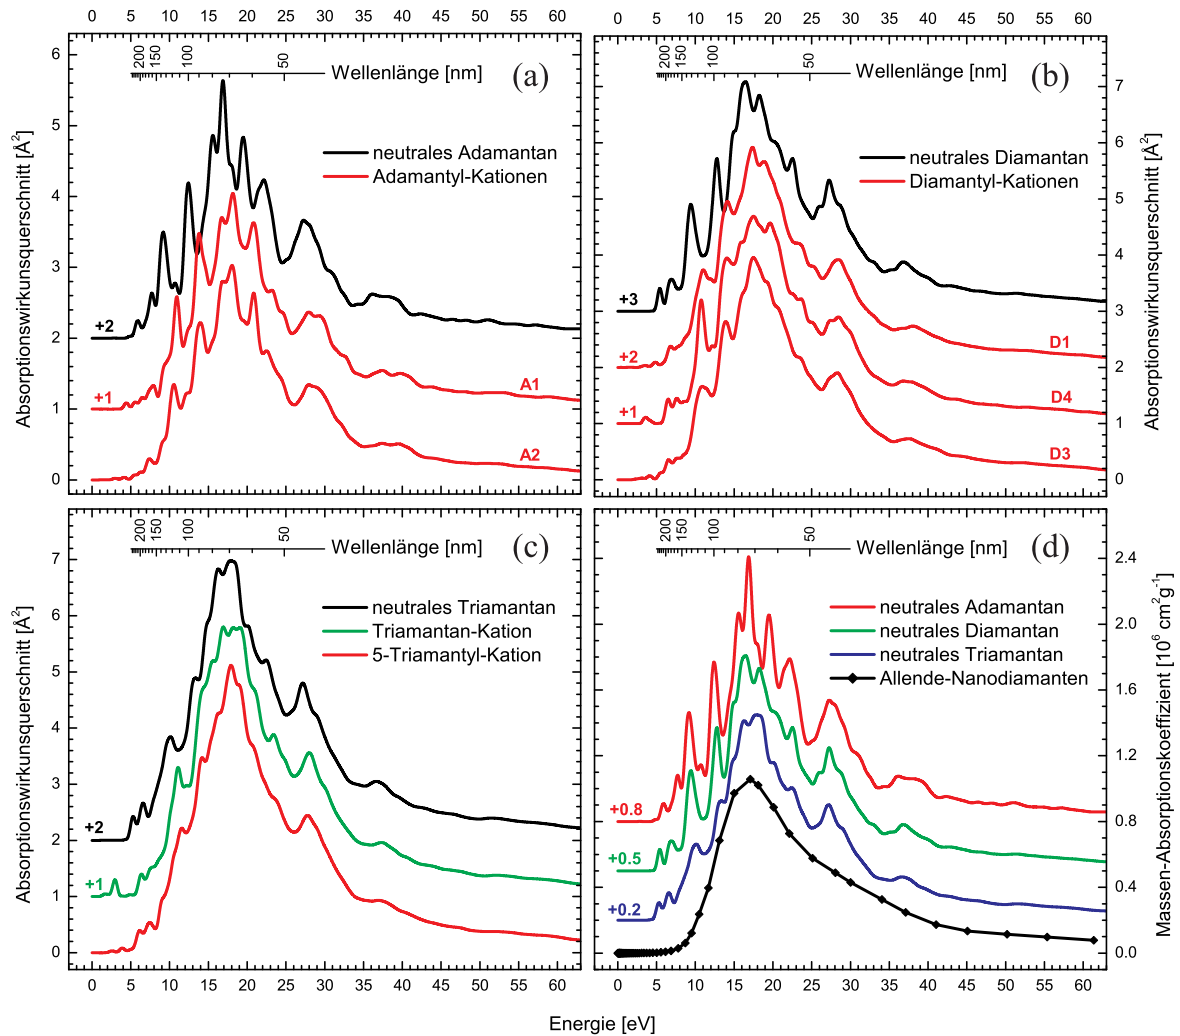 0 5 10 15 20 25 30 35 40 45 50 55 60
0 5 10 15 20 25 30 35 40 45 50 55 60
Absorptionswirkungsquerschnitt [Å²]
6
5
4
3
2
1
0
200 150 100 50
Wellenlänge [nm]
(a)
neutrales Adamantan
Adamantyl-Kationen
+2
+1
A1
A2
200 150 100 50
Wellenlänge [nm]
(b)
neutrales Diamantan
Diamantyl-Kationen
+3
+2
+1
D1
D4
D3
7
6
5
4
3
2
1
0
Absorptionswirkungsquerschnitt [Å²]
Absorptionswirkungsquerschnitt [Å²]
7
6
5
4
3
2
1
0
200 150 100 50
Wellenlänge [nm]
(c)
neutrales Triamantan
Triamantan-Kation
5-Triamantyl-Kation
+2
+1
200 150 100 50
Wellenlänge [nm]
(d)
neutrales Adamantan
neutrales Diamantan
neutrales Triamantan
Allende-Nanodiamanten
+0.8
+0.5
+0.2
2.4
2.0
1.6
1.2
0.8
0.4
0.0
Massen-Absorptionskoeffizient [10⁶ cm²g⁻¹]
0 5 10 15 20 25 30 35 40 45 50 55 60
0 5 10 15 20 25 30 35 40 45 50 55 60
Energie [eV]